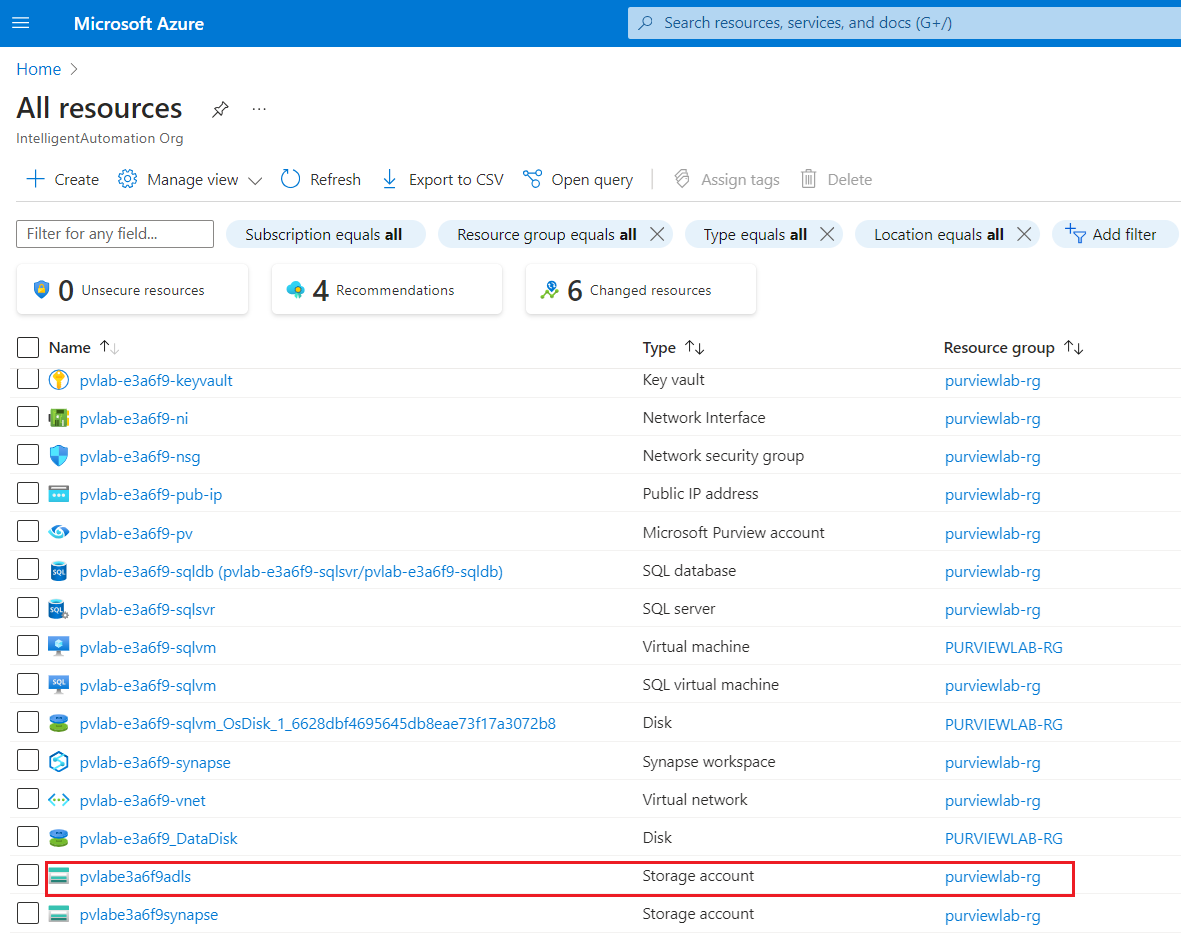 Microsoft Azure
Search resources, services, and docs (G+/)
Home
All resources
IntelligentAutomation Org
Create Manage view Refresh Export to CSV Open query Assign tags Delete
Filter for any field... Subscription equals all Resource group equals all Type equals all Location equals all Add filter
0 Unsecure resources 4 Recommendations 6 Changed resources
Name Type Resource group
pvlab-e3a6f9-keyvault Key vault purviewlab-rg
pvlab-e3a6f9-ni Network Interface purviewlab-rg
pvlab-e3a6f9-nsg Network security group purviewlab-rg
pvlab-e3a6f9-pub-ip Public IP address purviewlab-rg
pvlab-e3a6f9-pv Microsoft Purview account purviewlab-rg
pvlab-e3a6f9-sqldb (pvlab-e3a6f9-sqlsvr/pvlab-e3a6f9-sqldb) SQL database purviewlab-rg
pvlab-e3a6f9-sqlsvr SQL server purviewlab-rg
pvlab-e3a6f9-sqlvm Virtual machine PURVIEWLAB-RG
pvlab-e3a6f9-sqlvm SQL virtual machine purviewlab-rg
pvlab-e3a6f9-sqlvm_OsDisk_1_6628dbf4695645db8eae73f17a3072b8 Disk PURVIEWLAB-RG
pvlab-e3a6f9-synapse Synapse workspace purviewlab-rg
pvlab-e3a6f9-vnet Virtual network purviewlab-rg
pvlab-e3a6f9_DataDisk Disk PURVIEWLAB-RG
pvlabe3a6f9adls Storage account purviewlab-rg
pvlabe3a6f9synapse Storage account purviewlab-rg